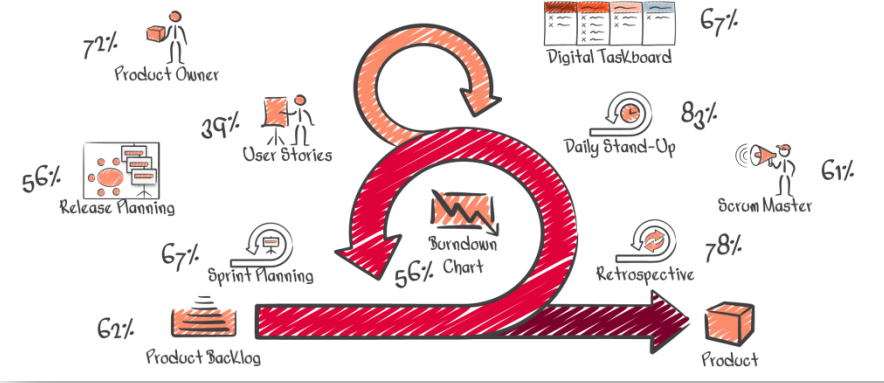 72%
Product Owner
67%
Digital Taskboard
39%
User Stories
83%
Daily Stand-Up
56%
Release Planning
61%
Scrum Master
67%
Sprint Planning
56%
Burndown
Chart
78%
Retrospective
62%
Product Backlog
Product